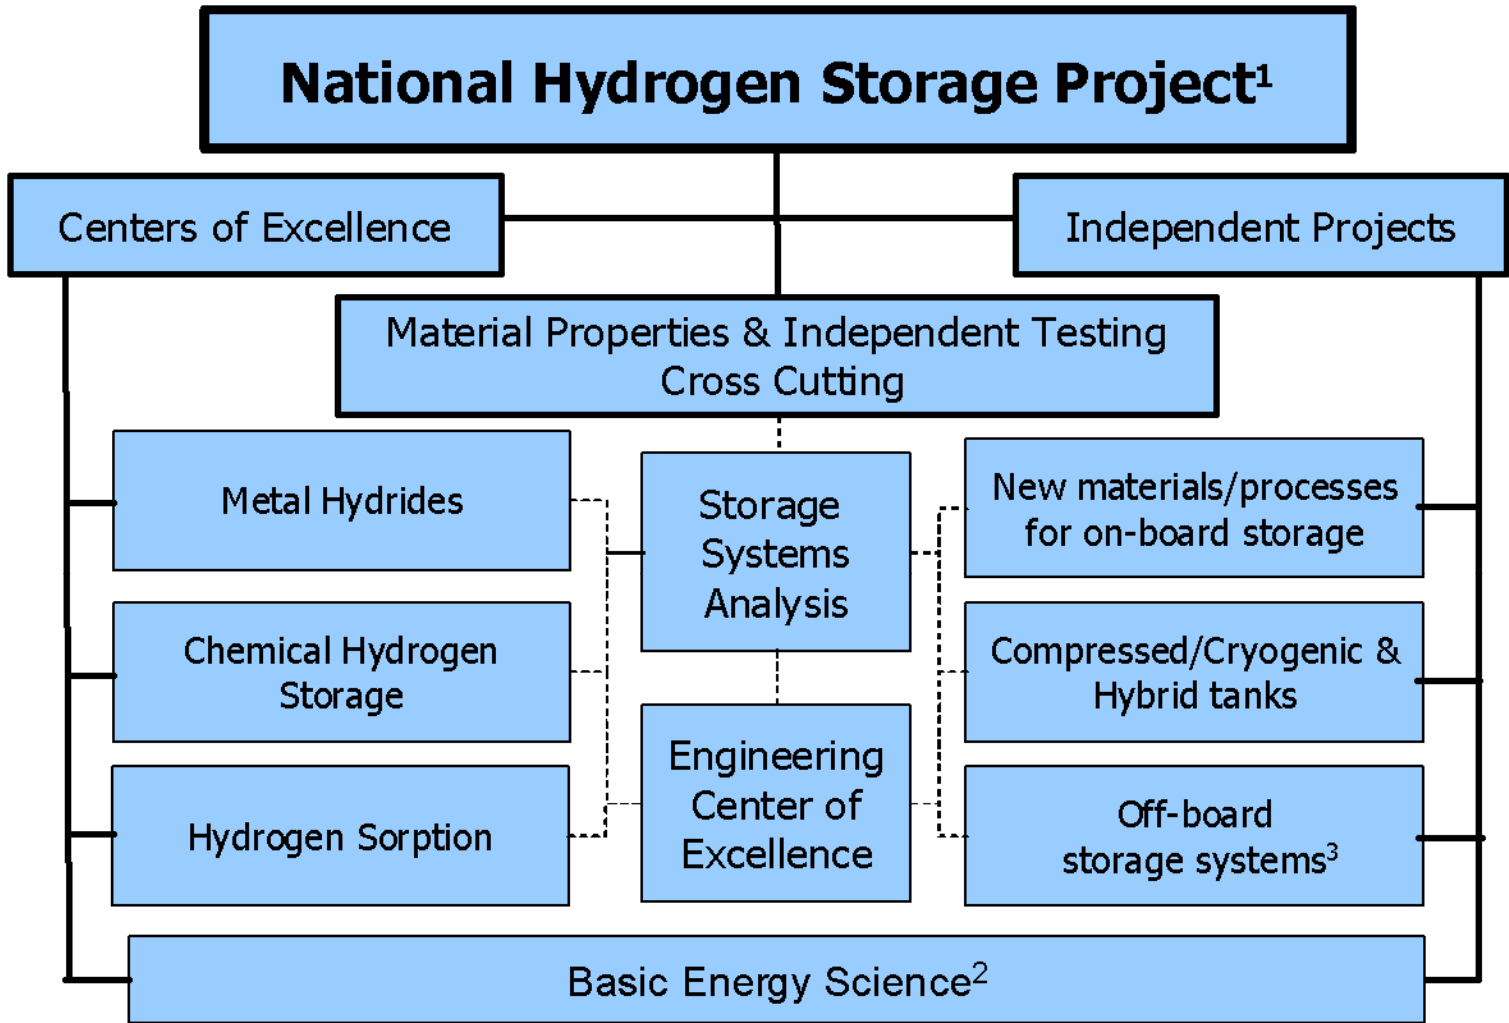 National Hydrogen Storage Project¹
Centers of Excellence
Independent Projects
Material Properties & Independent Testing
Cross Cutting
Metal Hydrides
Storage
Systems
Analysis
New materials/processes
for on-board storage
Chemical Hydrogen
Storage
Compressed/Cryogenic &
Hybrid tanks
Hydrogen Sorption
Engineering
Center of
Excellence
Off-board
storage systems³
Basic Energy Science²